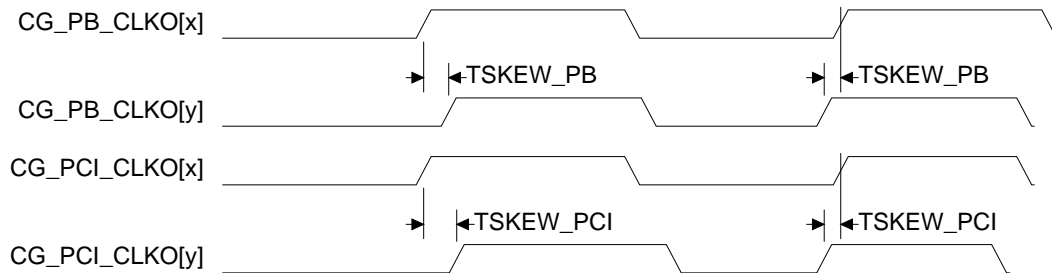 CG_PB_CLKO[x]
TSKEW_PB TSKEW_PB
CG_PB_CLKO[y]
CG_PCI_CLKO[x]
TSKEW_PCI TSKEW_PCI
CG_PCI_CLKO[y]